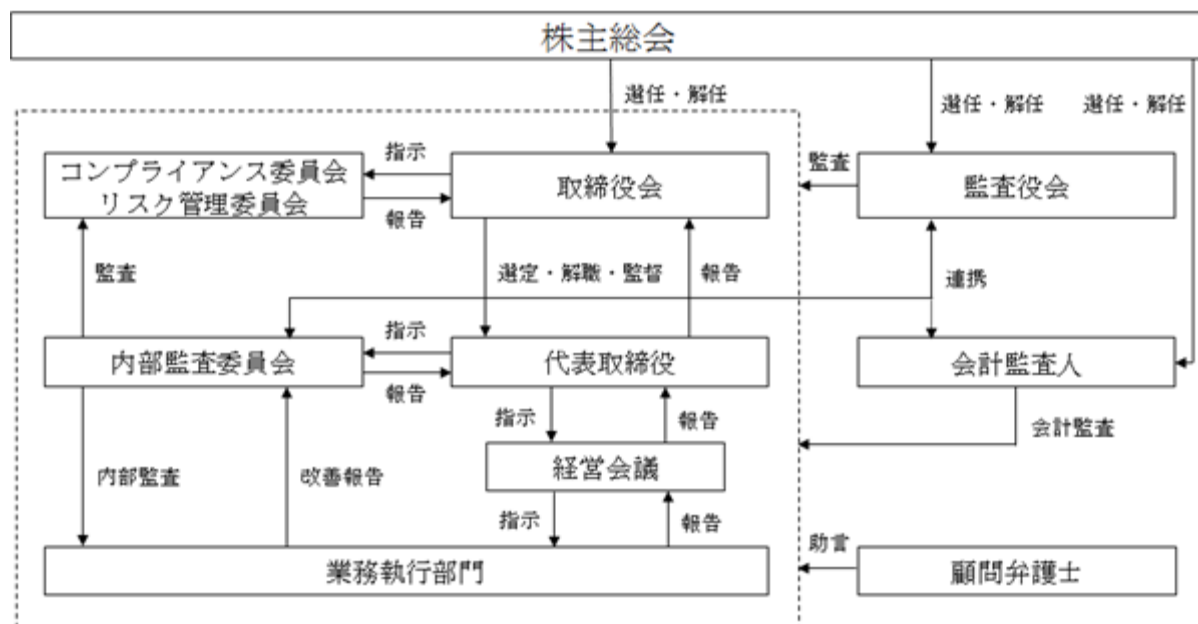 株主総会
選任・解任
選任・解任
選任・解任
コンプライアンス委員会
リスク管理委員会
指示
報告
取締役会
監査
監査役会
監査
選定・解職・監督
報告
連携
内部監査委員会
指示
報告
代表取締役
会計監査人
指示
報告
会計監査
経営会議
内部監査
改善報告
指示
報告
助言
業務執行部門
顧問弁護士